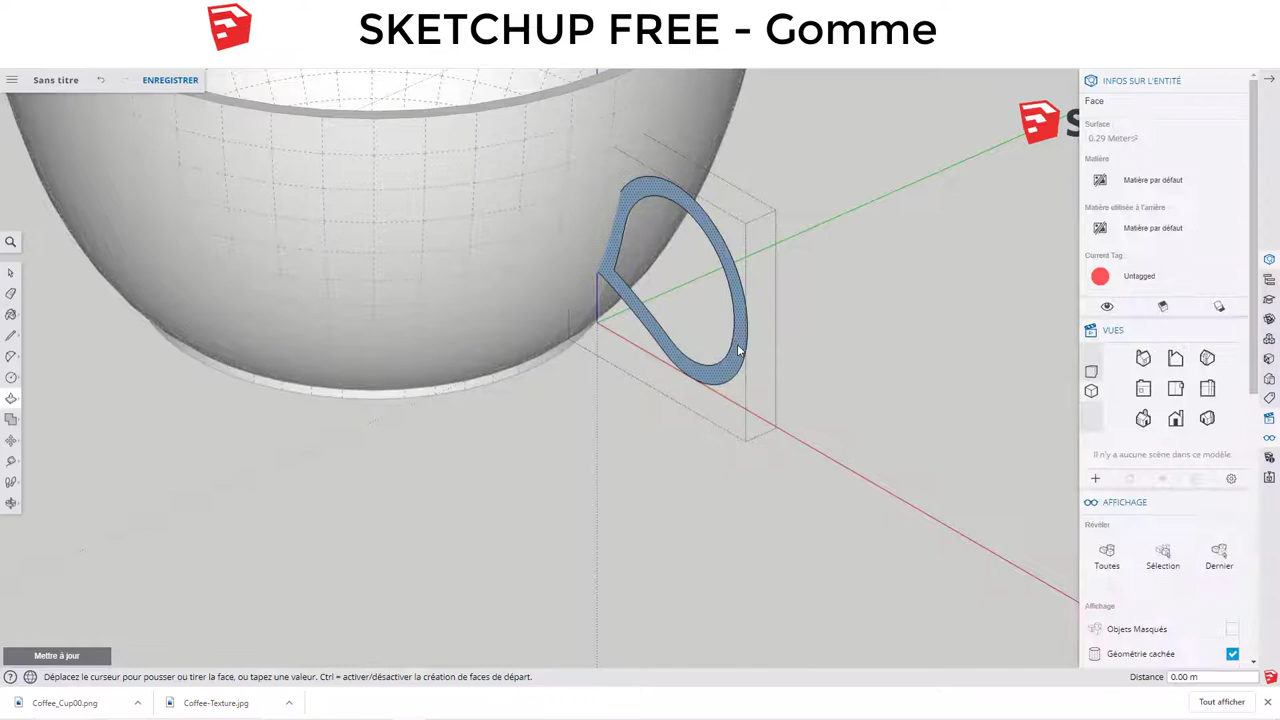 SKETCHUP FREE - Gomme
Sans titre
ENREGISTRER
INFOS SUR L'ENTITÉ
Face
S
Surface :
0.29 Meters²
Matière
Matière par défaut
Matière utilisée à l'arrière
Matière par défaut
Current Tag:
Untagged
VUES
Il n'y a aucune scène dans ce modèle.
AFFICHAGE
Révéler
Toutes
Sélection
Dernier
Affichage
Objets Masqués
Géométrie cachée
Mettre à jour
Déplacez le curseur pour pousser ou tirer la face, ou tapez une valeur. Ctrl = activer/désactiver la création de faces de départ.
Distance
0.00 m
Coffee_Cup00.png
Coffee-Texture.jpg
Tout afficher